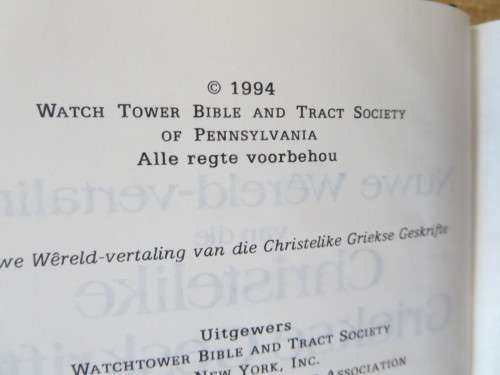 © 1994
WATCH TOWER BIBLE AND TRACT SOCIETY
OF PENNSYLVANIA
Alle regte voorbehou
we Wêreld-vertaling van die Christelike Griekse Geskrifte
Uitgewers
WATCHTOWER BIBLE AND TRACT SOCIETY
NEW YORK, INC.
ASSOCIATION